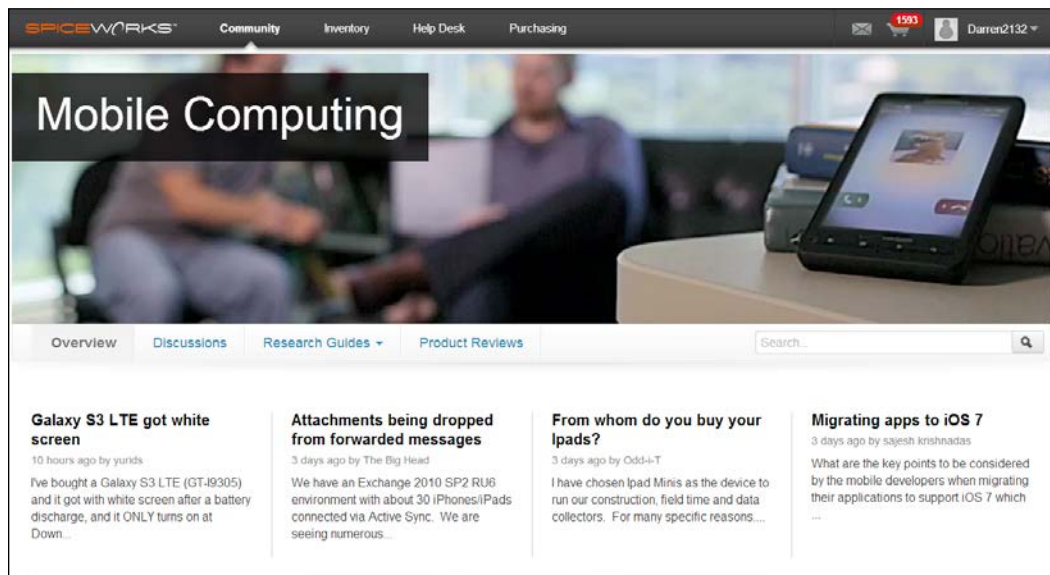 SPICEWORKS Community Inventory Help Desk Purchasing 1593 Darren2132
Mobile Computing
Overview Discussions Research Guides Product Reviews Search...
Galaxy S3 LTE got white
screen
10 hours ago by yurids
I've bought a Galaxy S3 LTE (GT-I9305)
and it got with white screen after a battery
discharge, and it ONLY turns on at
Down...
Attachments being dropped
from forwarded messages
3 days ago by The Big Head
We have an Exchange 2010 SP2 RU6
environment with about 30 iPhones/iPads
connected via Active Sync. We are
seeing numerous...
From whom do you buy your
Ipads?
3 days ago by Odd-i-T
I have chosen Ipad Minis as the device to
run our construction, field time and data
collectors. For many specific reasons....
Migrating apps to iOS 7
3 days ago by sajesh krishnadas
What are the key points to be considered
by the mobile developers when migrating
their applications to support iOS 7 which
...